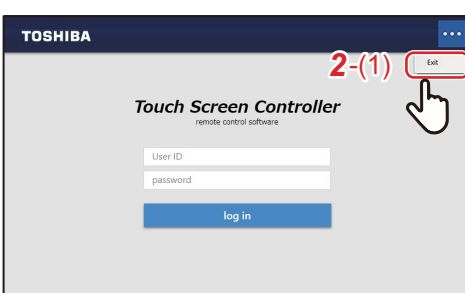 TOSHIBA
...
2-(1)
Exit
Touch Screen Controller
remote control software
User ID
password
log in